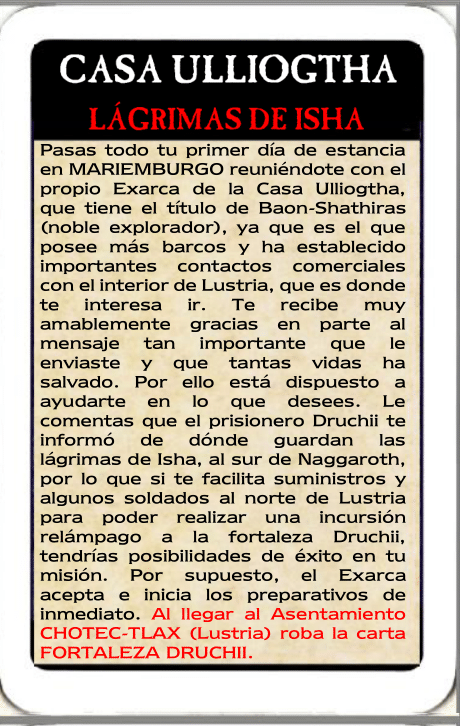 CASA ULLIOGTHA
LÁGRIMAS DE ISHA
Pasas todo tu primer día de estancia
en MARIEMBURGO reuniéndote con el
propio Exarca de la Casa Ulliogtha,
que tiene el título de Baon-Shathiras
(noble explorador), ya que es el que
posee más barcos y ha establecido
importantes contactos comerciales
con el interior de Lustria, que es donde
te interesa ir. Te recibe muy
amablemente gracias en parte al
mensaje tan importante que le
enviaste y que tantas vidas ha
salvado. Por ello está dispuesto a
ayudarte en lo que desees. Le
comentas que el prisionero Druchii te
informó de dónde guardan las
lágrimas de Isha, al sur de Naggaroth,
por lo que si te facilita suministros y
algunos soldados al norte de Lustria
para poder realizar una incursión
relámpago a la fortaleza Druchii,
tendrías posibilidades de éxito en tu
misión. Por supuesto, el Exarca
acepta e inicia los preparativos de
inmediato. Al llegar al Asentamiento
CHOTEC-TLAX (Lustria) roba la carta
FORTALEZA DRUCHII.